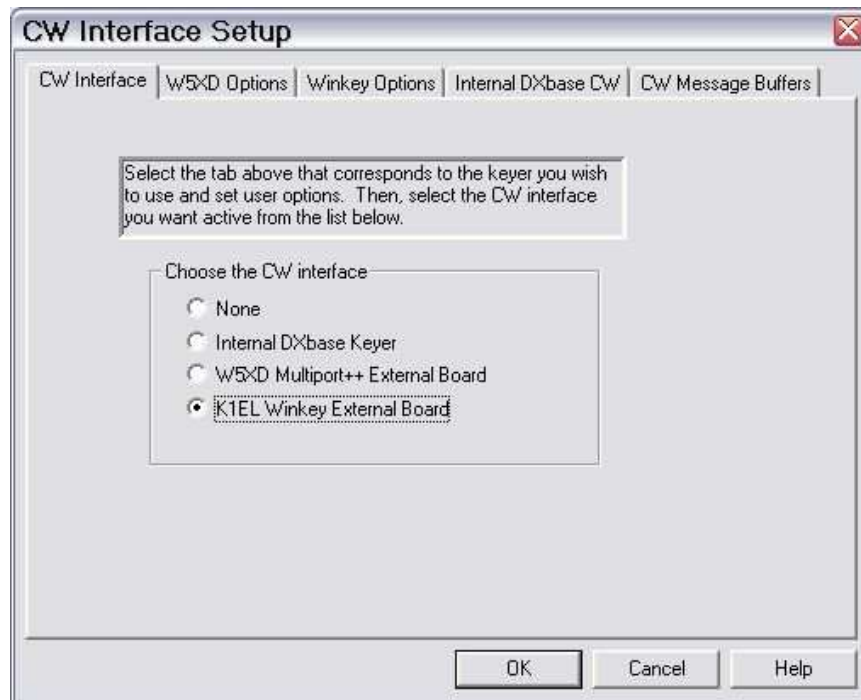 CW Interface Setup
CW Interface
W5XD Options
Winkey Options
Internal DXbase CW
CW Message Buffers
Select the tab above that corresponds to the keyer you wish
to use and set user options. Then, select the CW interface
you want active from the list below.
Choose the CW interface
None
Internal DXbase Keyer
W5XD Multiport++ External Board
K1EL Winkey External Board
OK
Cancel
Help